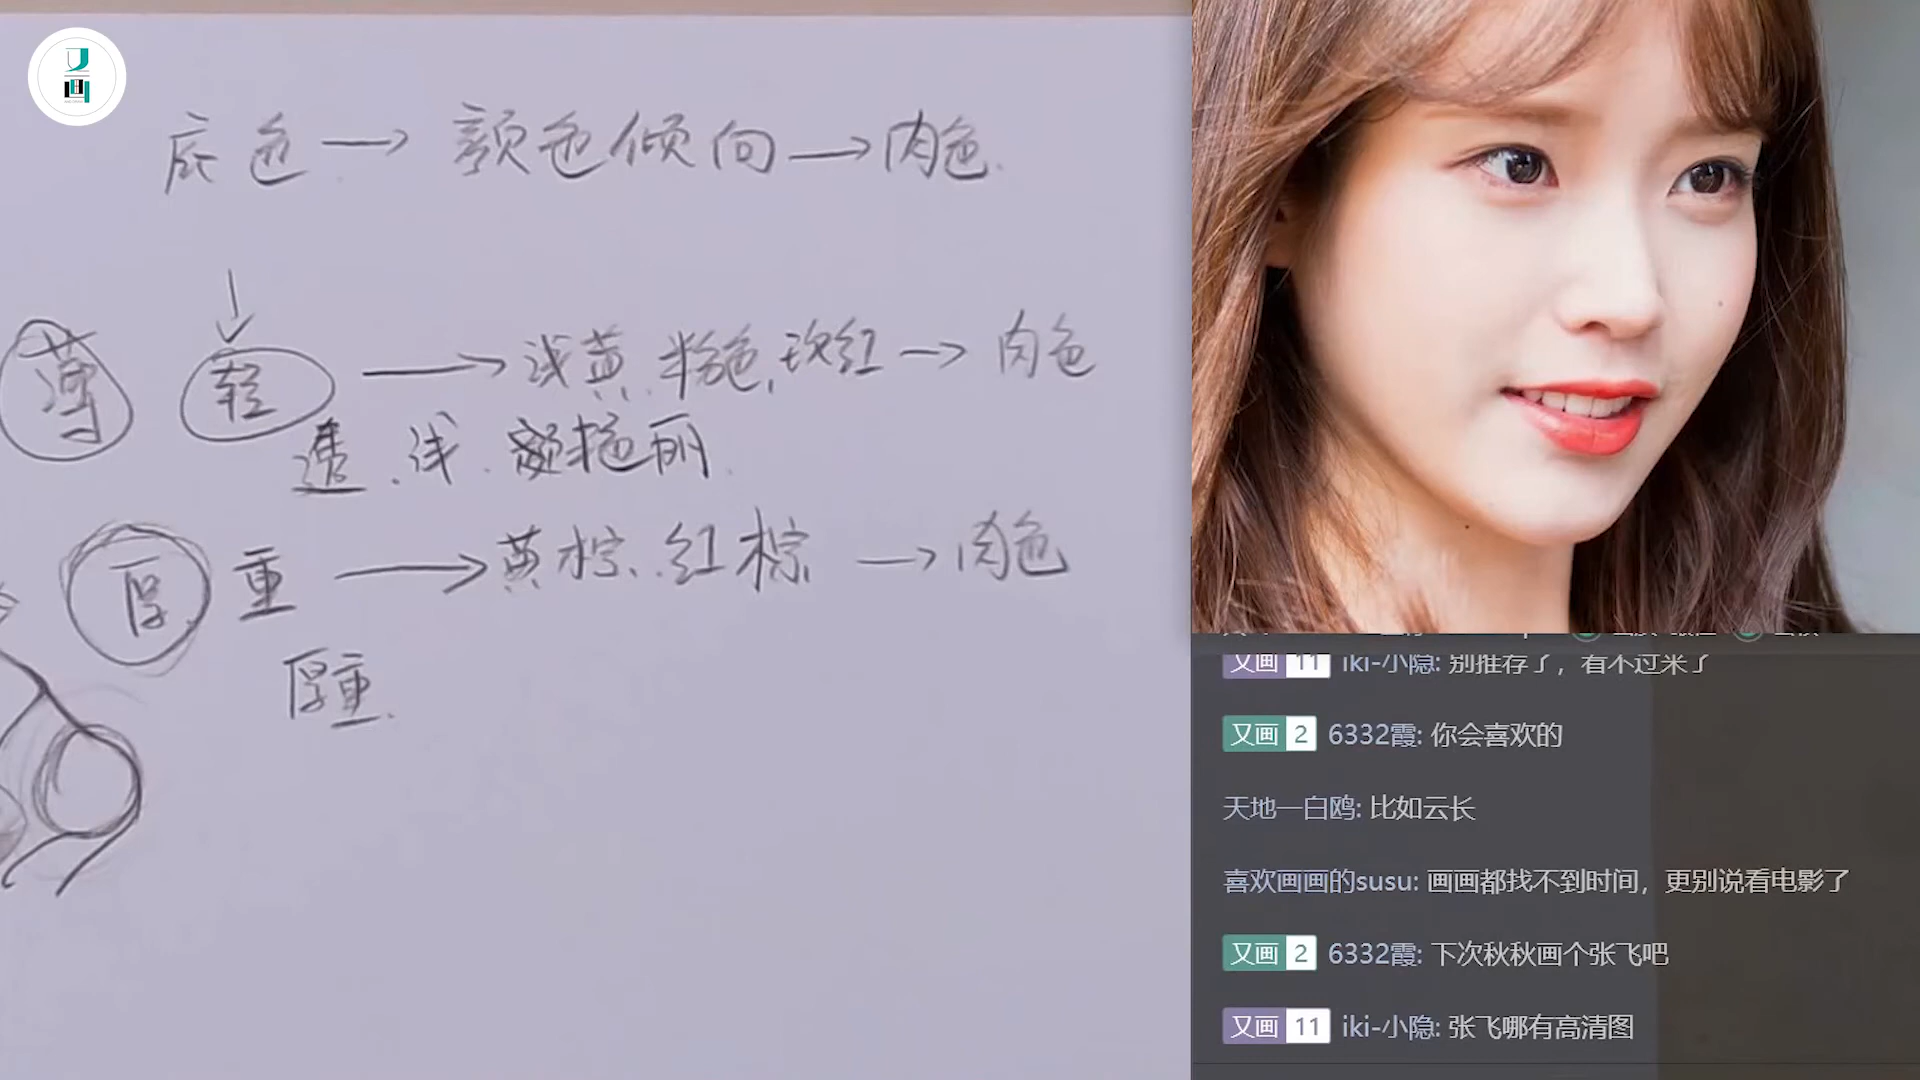 又画
底色→颜色倾向→肉色.
薄 轻→浅黄.粉色,玫红→肉色
透.浅.颜艳丽.
厚 重→黄棕.红棕→肉色
厚重.
又画 11 iki-小隐: 别推荐了，看不过来了
又画 2 6332霞: 你会喜欢的
天地一白鸥: 比如云长
喜欢画画的susu: 画画都找不到时间，更别说看电影了
又画 2 6332霞: 下次秋秋画个张飞吧
又画 11 iki-小隐: 张飞哪有高清图